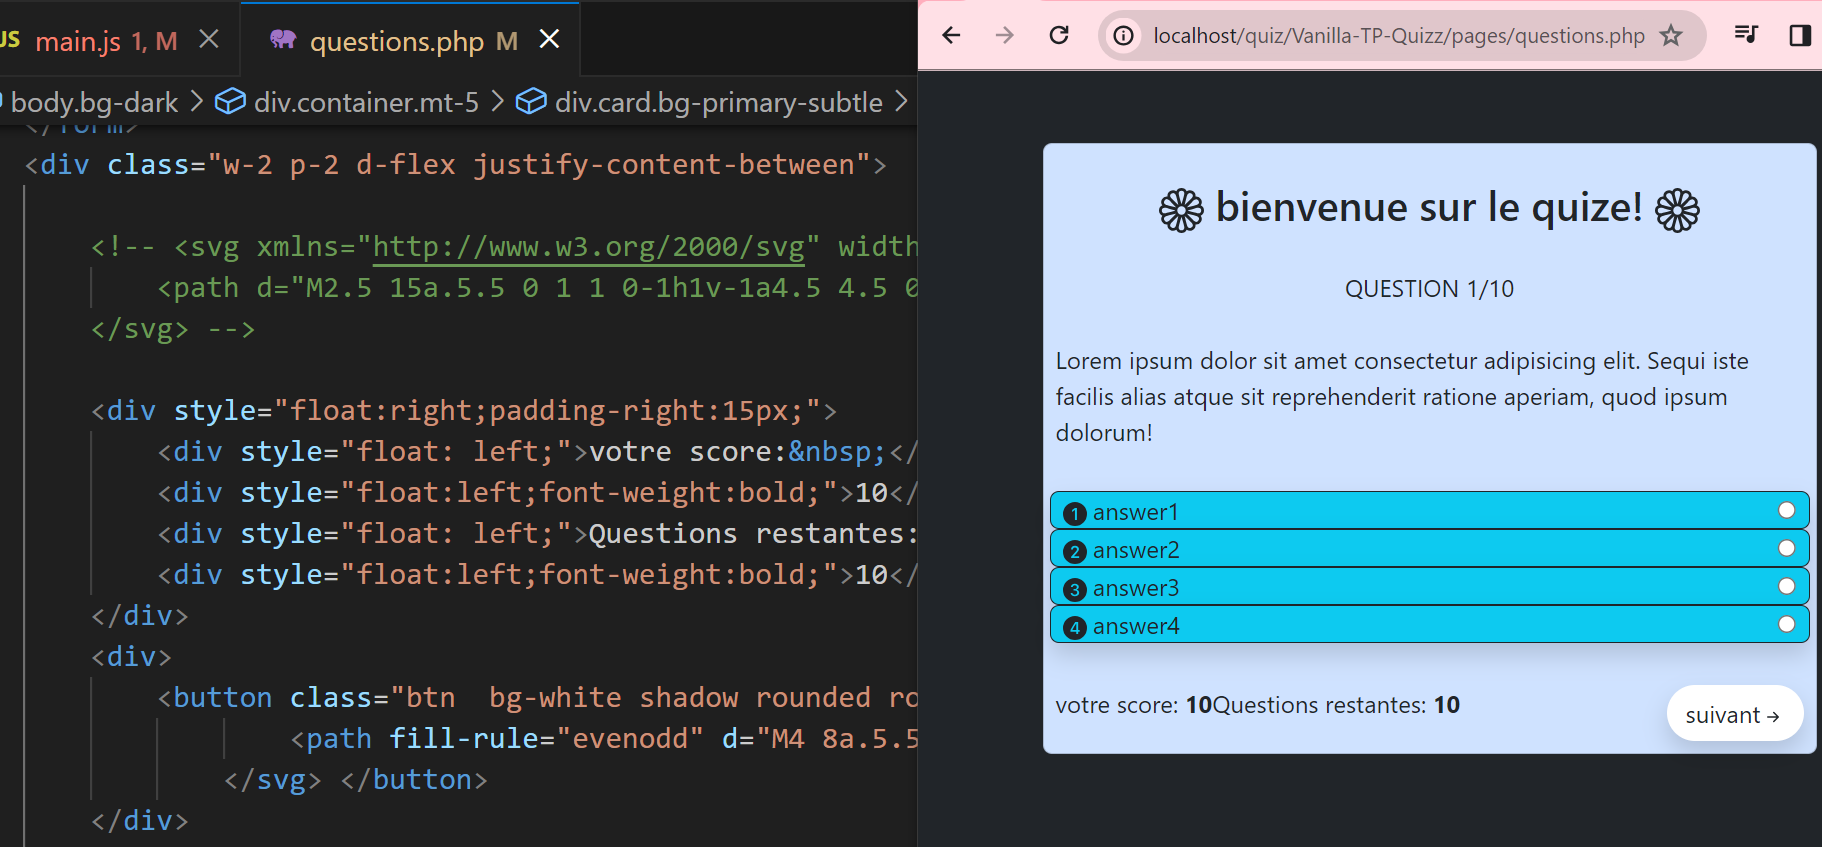 JS main.js 1, M
questions.php M
body.bg-dark > div.container.mt-5 > div.card.bg-primary-subtle >
</form>
<div class="w-2 p-2 d-flex justify-content-between">
<!-- <svg xmlns="http://www.w3.org/2000/svg" width
<path d="M2.5 15a.5.5 0 1 1 0-1h1v-1a4.5 4.5 0
</svg> -->
<div style="float:right;padding-right:15px;">
<div style="float: left;">votre score:&nbsp;</
<div style="float:left;font-weight:bold;">10</
<div style="float: left;">Questions restantes:
<div style="float:left;font-weight:bold;">10</
</div>
<div>
<button class="btn  bg-white shadow rounded ro
<path fill-rule="evenodd" d="M4 8a.5.5
</svg> </button>
</div>
localhost/quiz/Vanilla-TP-Quizz/pages/questions.php
bienvenue sur le quize!
QUESTION 1/10
Lorem ipsum dolor sit amet consectetur adipisicing elit. Sequi iste
facilis alias atque sit reprehenderit ratione aperiam, quod ipsum
dolorum!
1 answer1
2 answer2
3 answer3
4 answer4
votre score: 10Questions restantes: 10
suivant →